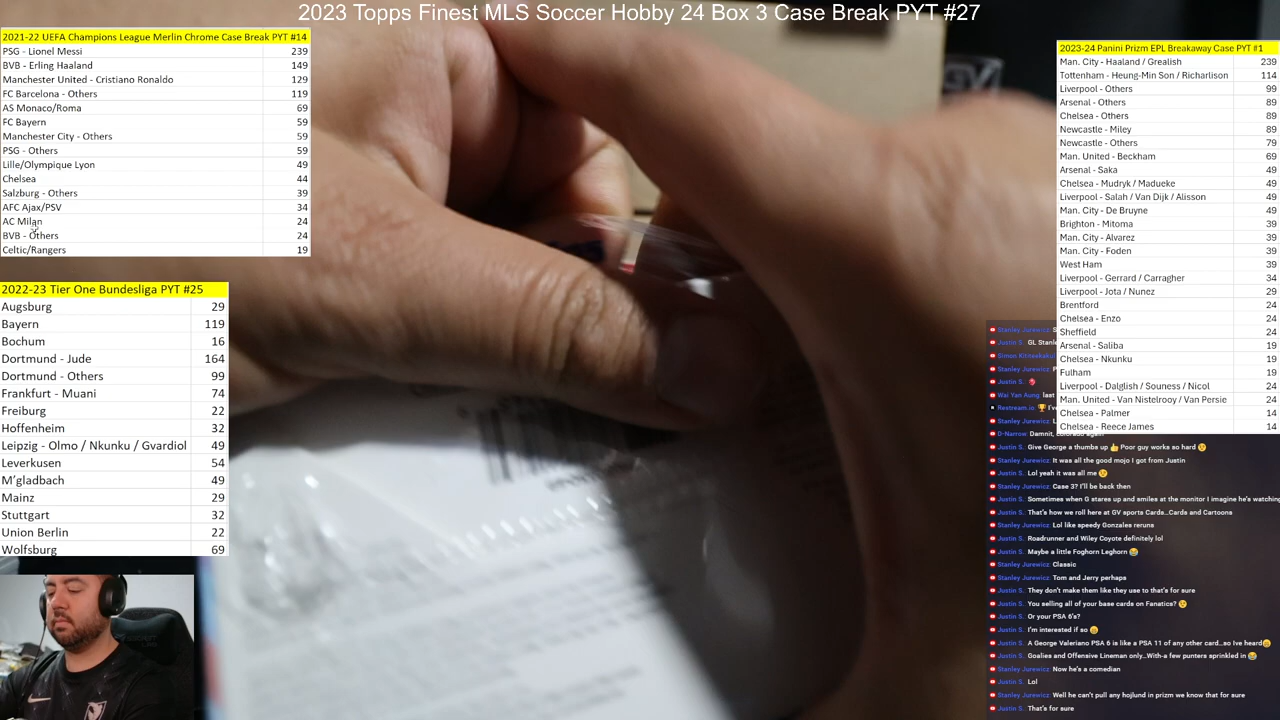 2023 Topps Finest MLS Soccer Hobby 24 Box 3 Case Break PYT #27
2021-22 UEFA Champions League Merlin Chrome Case Break PYT #14
PSG - Lionel Messi 239
BVB - Erling Haaland 149
Manchester United - Cristiano Ronaldo 129
FC Barcelona - Others 119
AS Monaco/Roma 69
FC Bayern 59
Manchester City - Others 59
PSG - Others 59
Lille/Olympique Lyon 49
Chelsea 44
Salzburg - Others 39
AFC Ajax/PSV 34
AC Milan 24
BVB - Others 24
Celtic/Rangers 19
2022-23 Tier One Bundesliga PYT #25
Augsburg 29
Bayern 119
Bochum 16
Dortmund - Jude 164
Dortmund - Others 99
Frankfurt - Muani 74
Freiburg 22
Hoffenheim 32
Leipzig - Olmo / Nkunku / Gvardiol 49
Leverkusen 54
M'gladbach 49
Mainz 29
Stuttgart 32
Union Berlin 22
Wolfsburg 69
2023-24 Panini Prizm EPL Breakaway Case PYT #1
Man. City - Haaland / Grealish 239
Tottenham - Heung-Min Son / Richarlison 114
Liverpool - Others 99
Arsenal - Others 89
Chelsea - Others 89
Newcastle - Miley 89
Newcastle - Others 79
Man. United - Beckham 69
Arsenal - Saka 49
Chelsea - Mudryk / Madueke 49
Liverpool - Salah / Van Dijk / Alisson 49
Man. City - De Bruyne 49
Brighton - Mitoma 39
Man. City - Alvarez 39
Man. City - Foden 39
West Ham 39
Liverpool - Gerrard / Carragher 34
Liverpool - Jota / Nunez 29
Brentford 24
Chelsea - Enzo 24
Sheffield 24
Arsenal - Saliba 19
Chelsea - Nkunku 19
Fulham 19
Liverpool - Dalglish / Souness / Nicol 24
Man. United - Van Nistelrooy / Van Persie 24
Chelsea - Palmer 14
Chelsea - Reece James 14
Stanley Jurewicz:
Justin S. GL
Simon
Stanley Jurewicz:
Justin S.
Wai Yan Aung: last
Restream.io
Stanley Jurewicz:
D-Narrow: Damnit, colorado again
Justin S. Give George a thumbs up 👍 Poor guy works so hard 😢
Stanley Jurewicz: It was all the good mojo I got from Justin
Justin S. Lol yeah it was all me 😢
Stanley Jurewicz: Case 3? I'll be back then
Justin S. Sometimes when G stares up and smiles at the monitor I imagine he's watching
Justin S. That's how we roll here at GV sports Cards...Cards and Cartoons
Stanley Jurewicz: Lol like speedy Gonzales reruns
Justin S. Roadrunner and Wiley Coyote definitely lol
Justin S. Maybe a little Foghorn Leghorn 😂
Stanley Jurewicz: Classic
Stanley Jurewicz: Tom and Jerry perhaps
Justin S. They don't make them like they use to that's for sure
Justin S. You selling all of your base cards on Fanatics? 😢
Justin S. Or your PSA 6's?
Justin S. I'm interested if so
Justin S. A George Valeriano PSA 6 is like a PSA 11 of any other card...so Ive heard
Justin S. Goalies and Offensive Lineman only...With-a few punters sprinkled in 😂
Stanley Jurewicz: Now he's a comedian
Justin S. Lol
Stanley Jurewicz: Well he can't pull any hojlund in prizm we know that for sure
Justin S. That's for sure